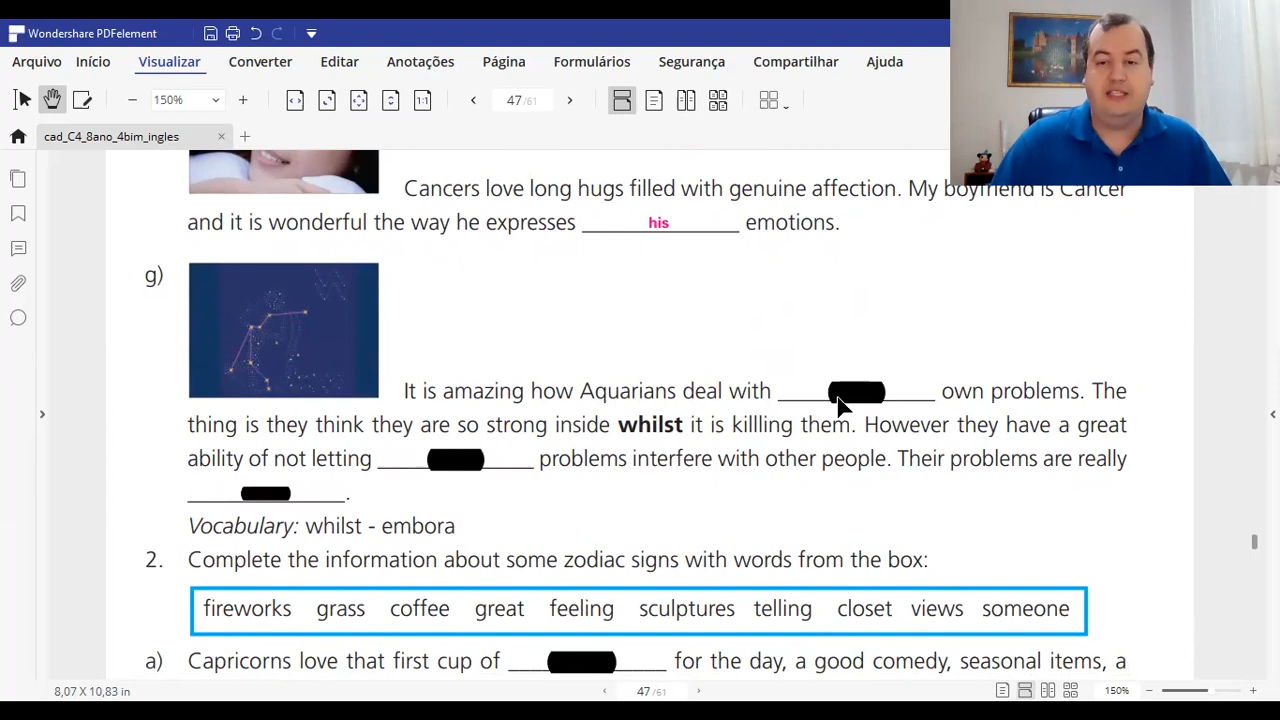 Wondershare PDFelement
Arquivo Início Visualizar Converter Editar Anotações Página Formulários Segurança Compartilhar Ajuda
150% 1:1 47/61
cad_C4_8ano_4bim_ingles
Cancers love long hugs filled with genuine affection. My boyfriend is Cancer
and it is wonderful the way he expresses his emotions.
g)
It is amazing how Aquarians deal with own problems. The
thing is they think they are so strong inside whilst it is killling them. However they have a great
ability of not letting problems interfere with other people. Their problems are really
.
Vocabulary: whilst - embora
2. Complete the information about some zodiac signs with words from the box:
fireworks grass coffee great feeling sculptures telling closet views someone
a) Capricorns love that first cup of for the day, a good comedy, seasonal items, a
8,07 X 10,83 in 47/61 150%